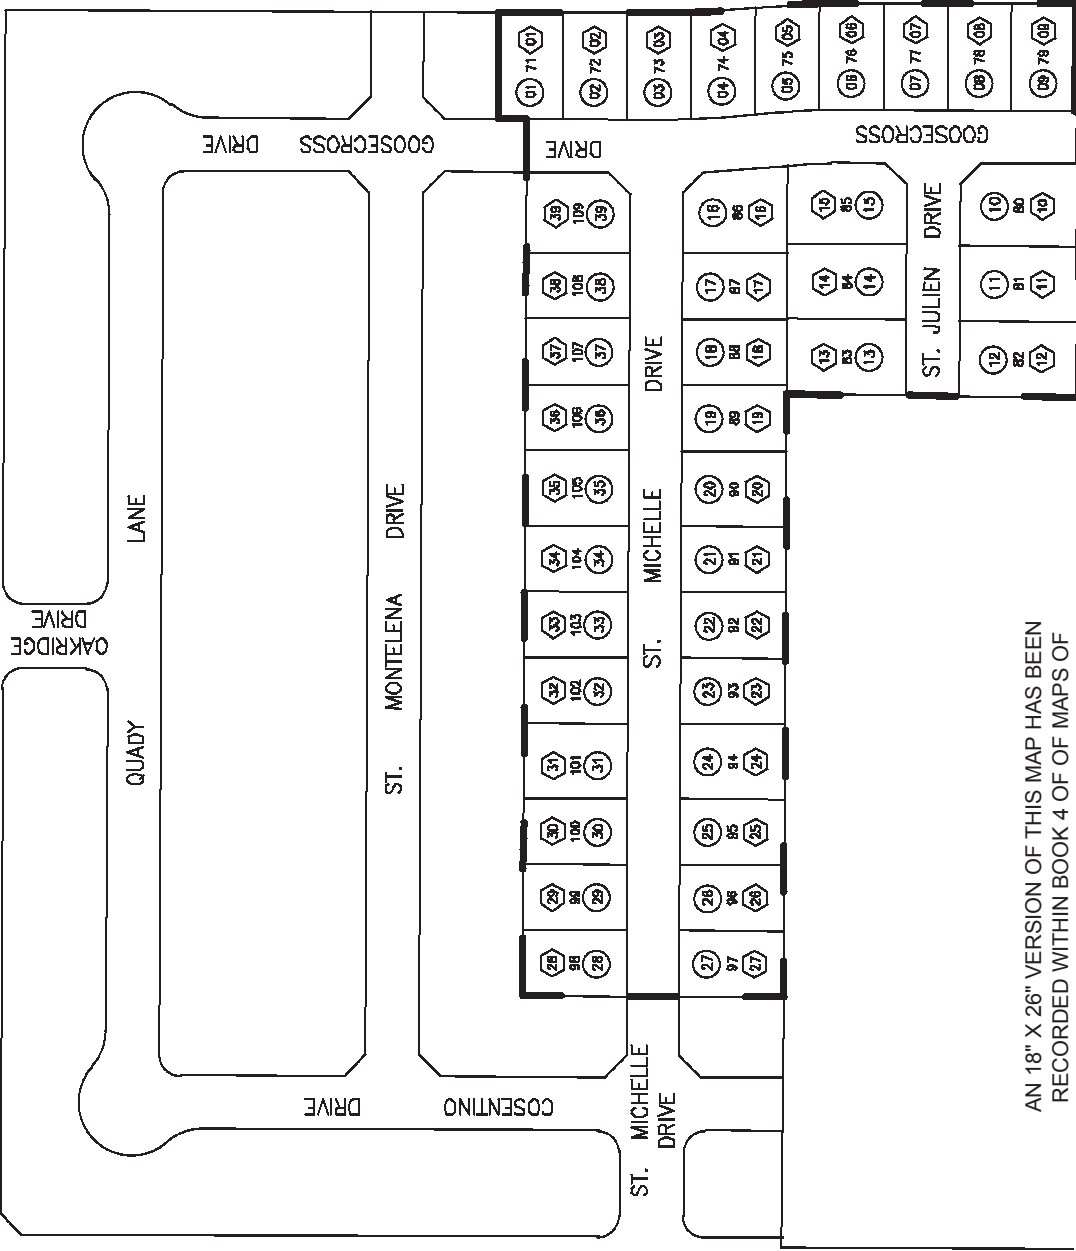 01 71 01
02 72 02
03 73 03
04 74 04
05 75 05
06 76 06
07 77 07
08 78 08
09 79 09
GOOSECROSS DRIVE
DRIVE
GOOSECROSS
39 109 39
38 108 38
37 107 37
36 106 36
35 105 35
34 104 34
33 103 33
32 102 32
31 101 31
30 100 30
29 99 29
28 98 28
16 86 16
17 87 17
18 88 18
19 89 19
20 90 20
21 91 21
22 92 22
23 93 23
24 94 24
25 95 25
26 96 26
27 97 27
15 85 15
14 84 14
13 83 13
10 80 10
11 81 11
12 82 12
ST. JULIEN DRIVE
ST. MICHELLE DRIVE
ST. MONTELENA DRIVE
QUADY LANE
OAKRIDGE
DRIVE
COSENTINO DRIVE
ST. MICHELLE
DRIVE
AN 18" X 26" VERSION OF THIS MAP HAS BEEN
RECORDED WITHIN BOOK 4 OF OF MAPS OF